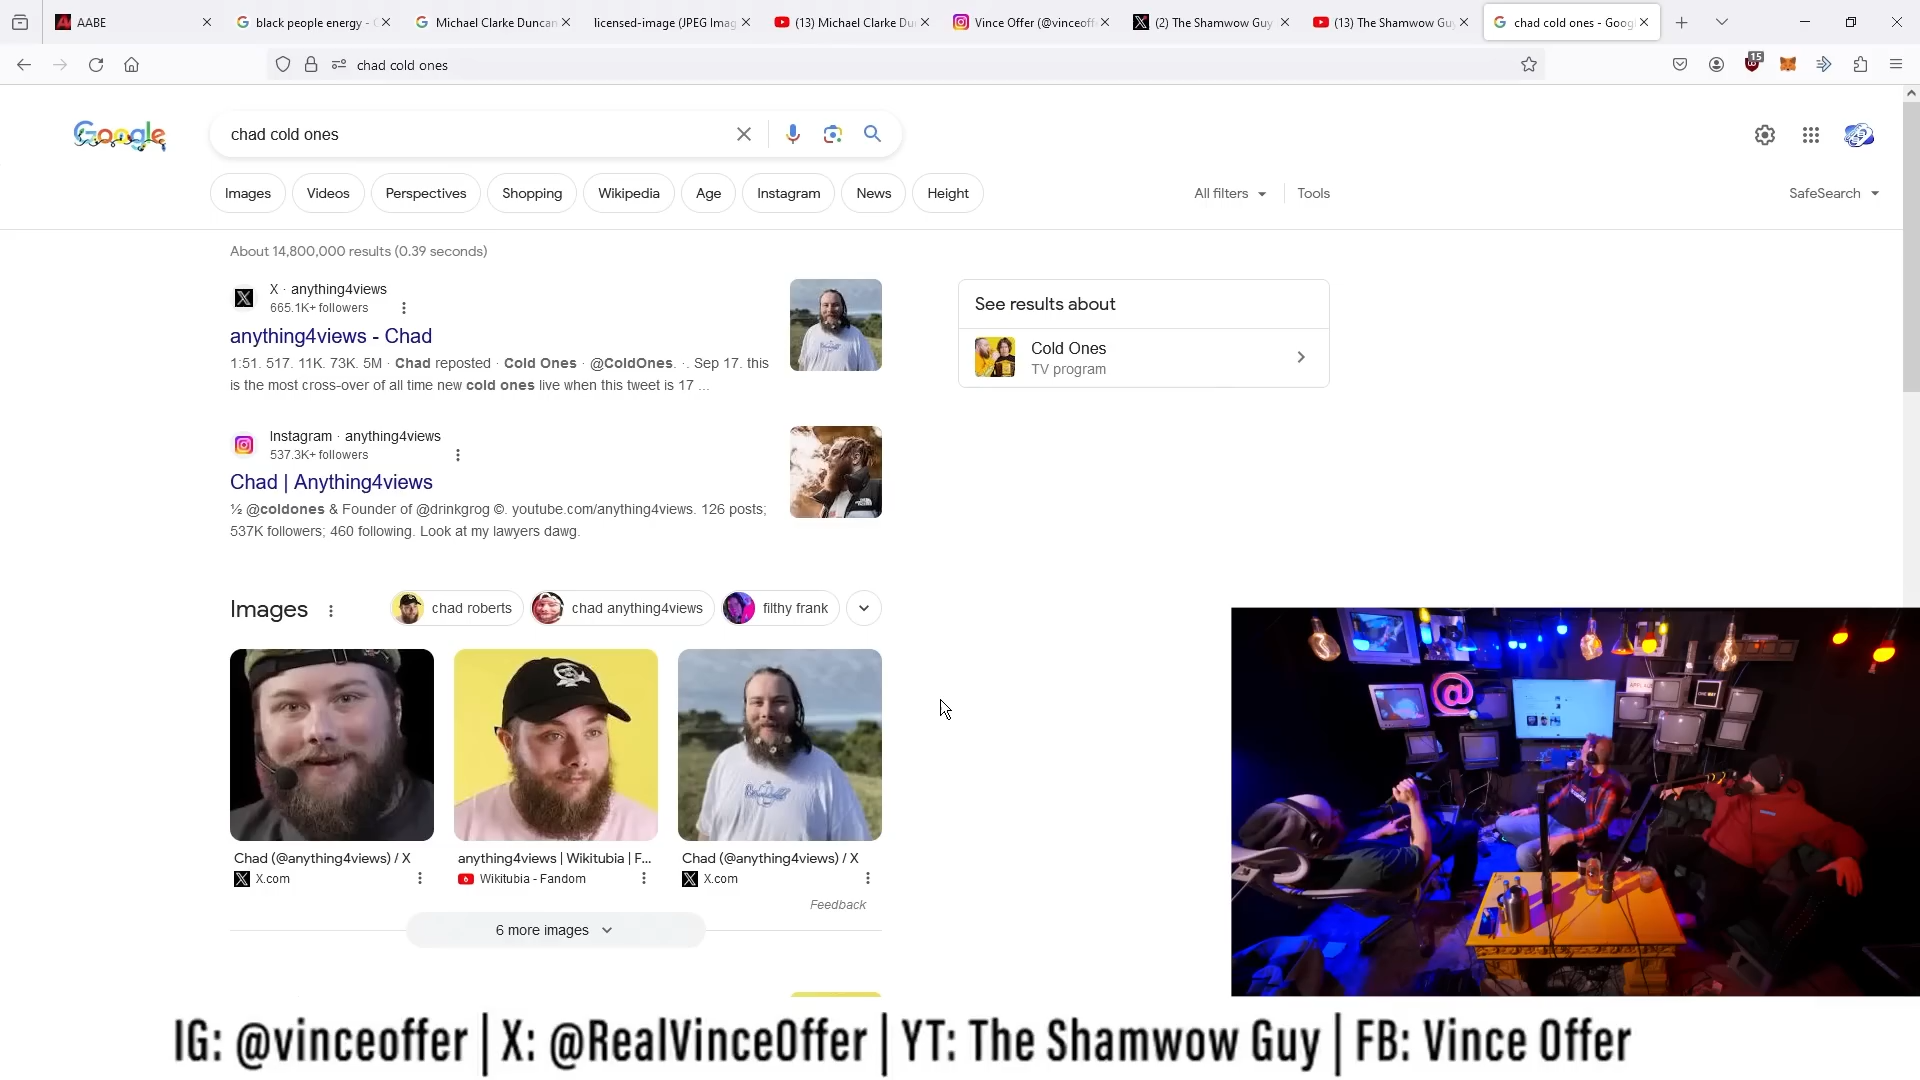 AABE
black people energy - G
Michael Clarke Duncan
licensed-image (JPEG Imag
(13) Michael Clarke Du
Vince Offer (@vinceoff
(2) The Shamwow Guy
(13) The Shamwow Gu
chad cold ones - Goog
chad cold ones
15
Google
chad cold ones
Images
Videos
Perspectives
Shopping
Wikipedia
Age
Instagram
News
Height
All filters
Tools
SafeSearch
About 14,800,000 results (0.39 seconds)
X · anything4views
665.1K+ followers
anything4views - Chad
1:51. 517. 11K. 73K. 5M · Chad reposted · Cold Ones · @ColdOnes. ·. Sep 17. this
is the most cross-over of all time new cold ones live when this tweet is 17 ...
See results about
Cold Ones
TV program
Instagram · anything4views
537.3K+ followers
Chad | Anything4views
½ @coldones & Founder of @drinkgrog ©. youtube.com/anything4views. 126 posts;
537K followers; 460 following. Look at my lawyers dawg.
Images
chad roberts
chad anything4views
filthy frank
Chad (@anything4views) / X
X.com
anything4views | Wikitubia | F...
Wikitubia - Fandom
Chad (@anything4views) / X
X.com
Feedback
6 more images
@
IG: @vinceoffer | X: @RealVinceOffer | YT: The Shamwow Guy | FB: Vince Offer